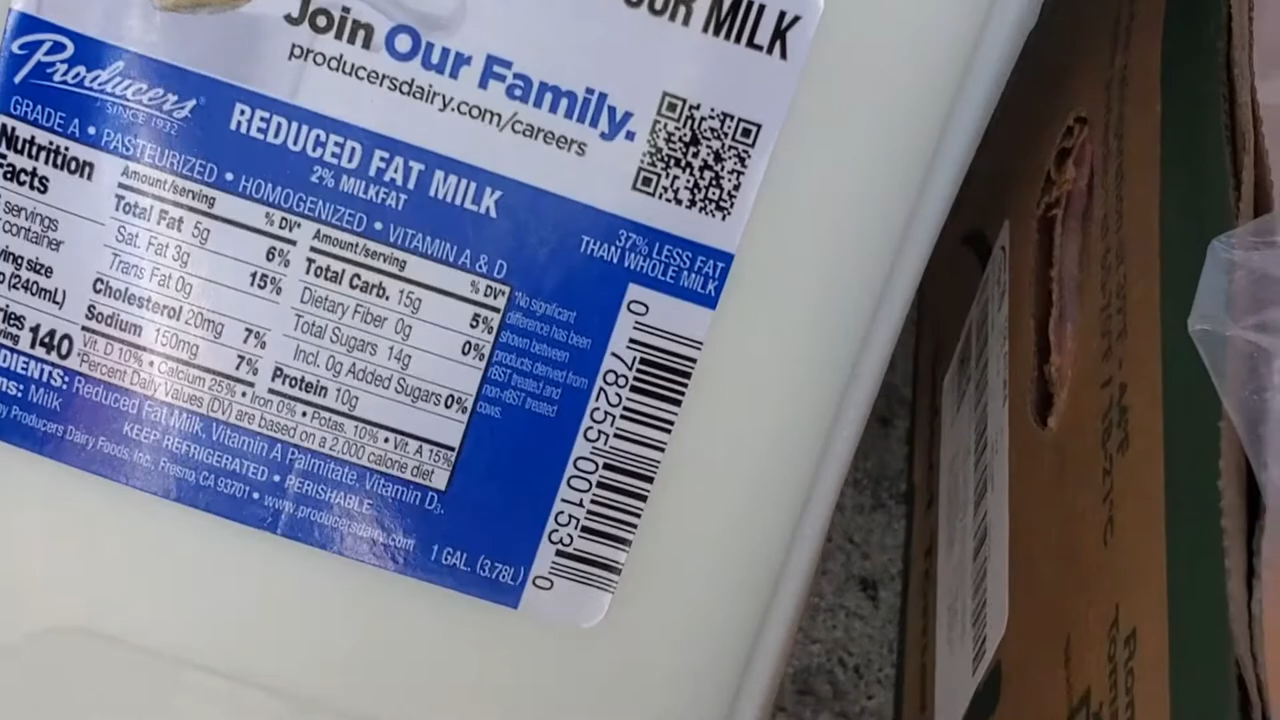 OUR MILK
Join Our Family.
producersdairy.com/careers
Producers®
SINCE 1932
REDUCED FAT MILK
2% MILKFAT
GRADE A • PASTEURIZED • HOMOGENIZED • VITAMIN A & D
37% LESS FAT
THAN WHOLE MILK
Nutrition
Facts
servings
container
size
(240mL)
140
Amount/serving % DV*
Total Fat 5g 6%
Sat. Fat 3g 15%
Trans Fat 0g
Cholesterol 20mg 7%
Sodium 150mg 7%
Amount/serving % DV*
Total Carb. 15g 5%
Dietary Fiber 0g 0%
Total Sugars 14g
Incl. 0g Added Sugars 0%
Protein 10g
Vit. D 10% • Calcium 25% • Iron 0% • Potas. 10% • Vit. A 15%
*Percent Daily Values (DV) are based on a 2,000 calorie diet
*No significant
difference has been
shown between
products derived from
rBST treated and
non-rBST treated
cows.
Reduced Fat Milk, Vitamin A Palmitate, Vitamin D3.
Milk
KEEP REFRIGERATED • PERISHABLE
Producers Dairy Foods, Inc., Fresno, CA 93701 • www.producersdairy.com
1 GAL. (3.78L)
0 78255 00153 0